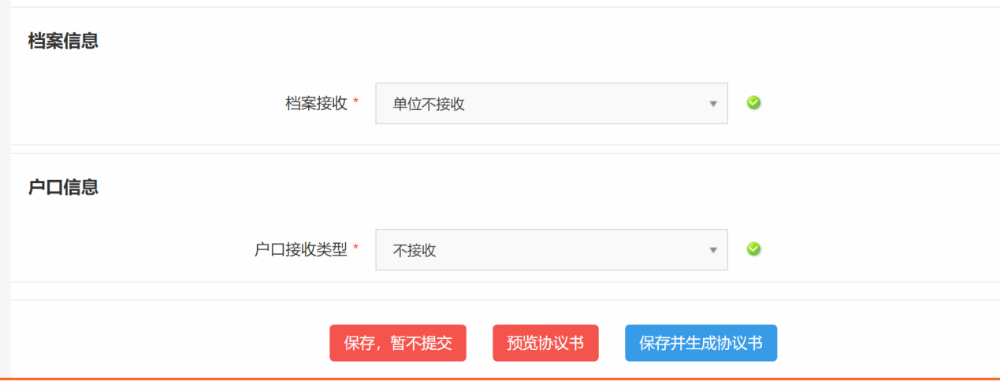 档案信息
档案接收 * 单位不接收
户口信息
户口接收类型 * 不接收
保存，暂不提交 预览协议书 保存并生成协议书